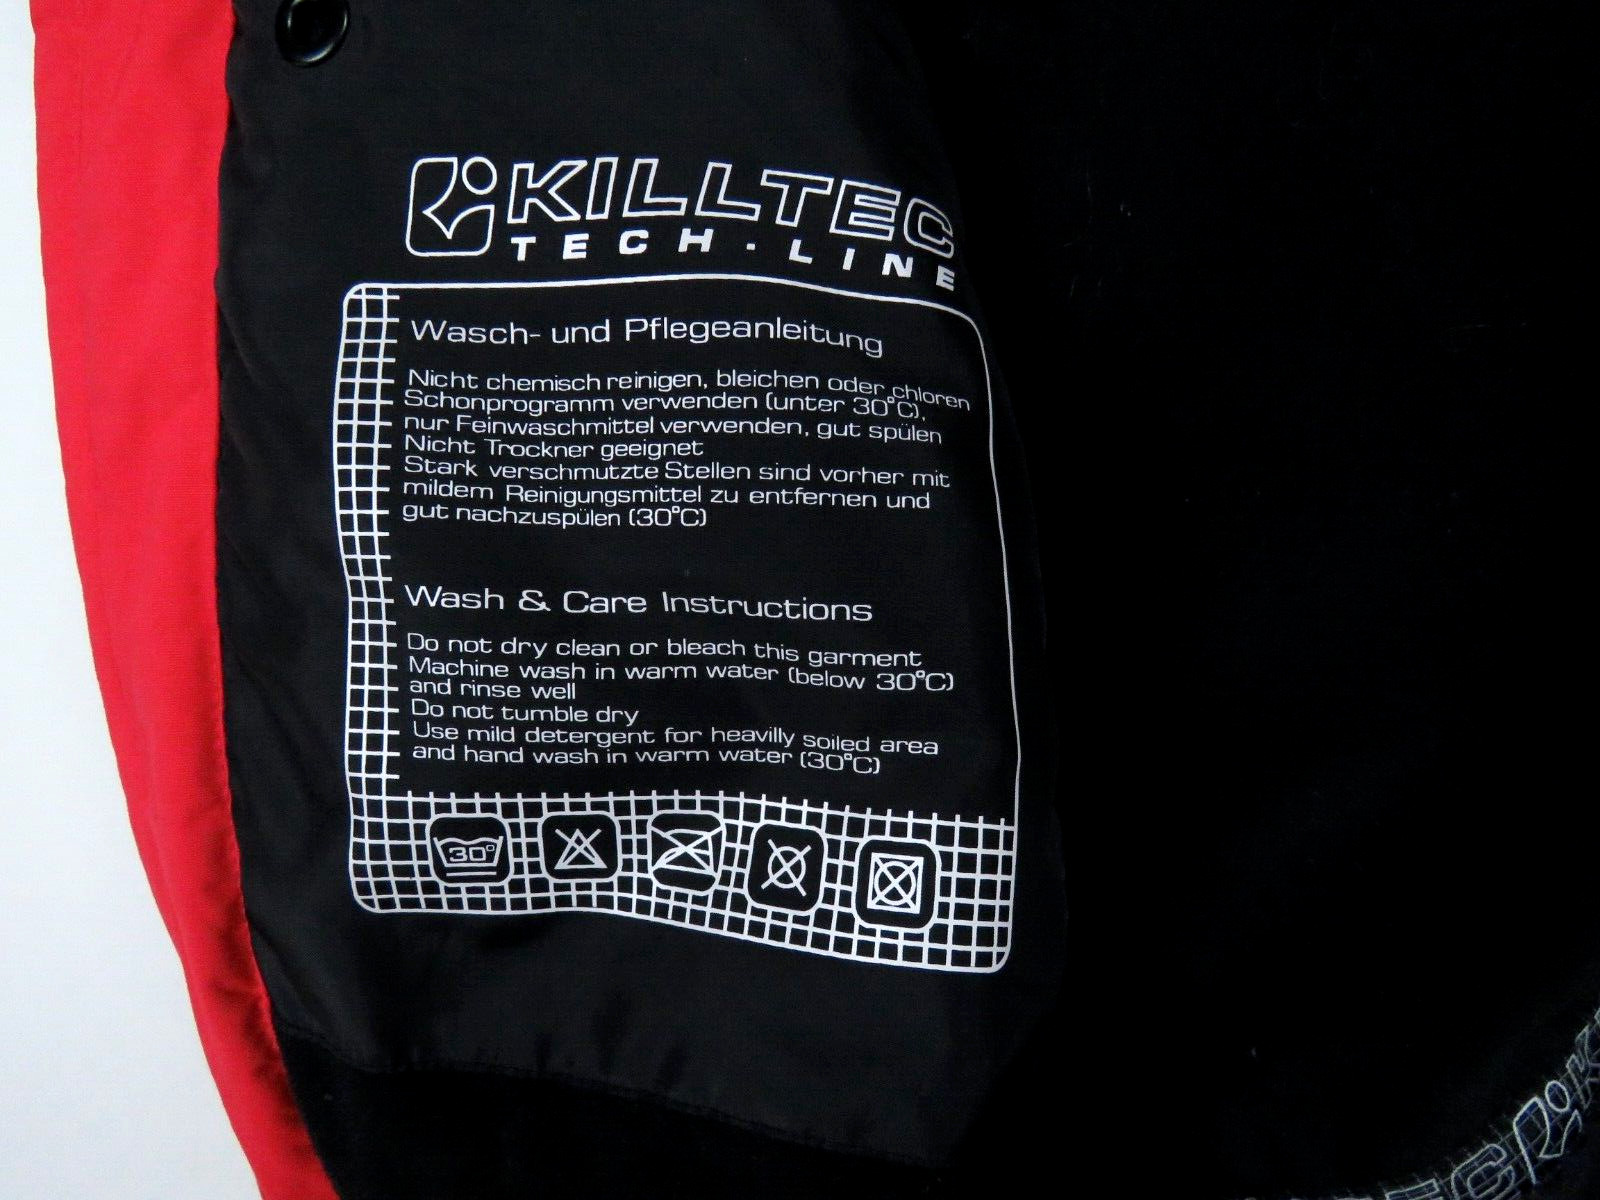 KILLTEC
TECH·LINE
Wasch- und Pflegeanleitung
Nicht chemisch reinigen, bleichen oder chloren
Schonprogramm verwenden (unter 30°C),
nur Feinwaschmittel verwenden, gut spülen
Nicht Trockner geeignet
Stark verschmutzte Stellen sind vorher mit
mildem Reinigungsmittel zu entfernen und
gut nachzuspülen (30°C)
Wash & Care Instructions
Do not dry clean or bleach this garment
Machine wash in warm water (below 30°C)
and rinse well
Do not tumble dry
Use mild detergent for heavilly soiled area
and hand wash in warm water (30°C)
30°